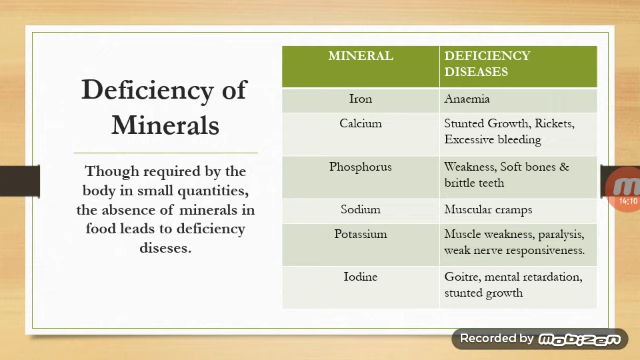 Deficiency of
Minerals
Though required by the
body in small quantities,
the absence of minerals in
food leads to deficiency
diseses.
MINERAL
DEFICIENCY
DISEASES
Iron
Anaemia
Calcium
Stunted Growth, Rickets,
Excessive bleeding
Phosphorus
Weakness, Soft bones &
brittle teeth
Sodium
Muscular cramps
Potassium
Muscle weakness, paralysis,
weak nerve responsiveness.
Iodine
Goitre, mental retardation,
stunted growth
14:10
Recorded by MOBIZEN